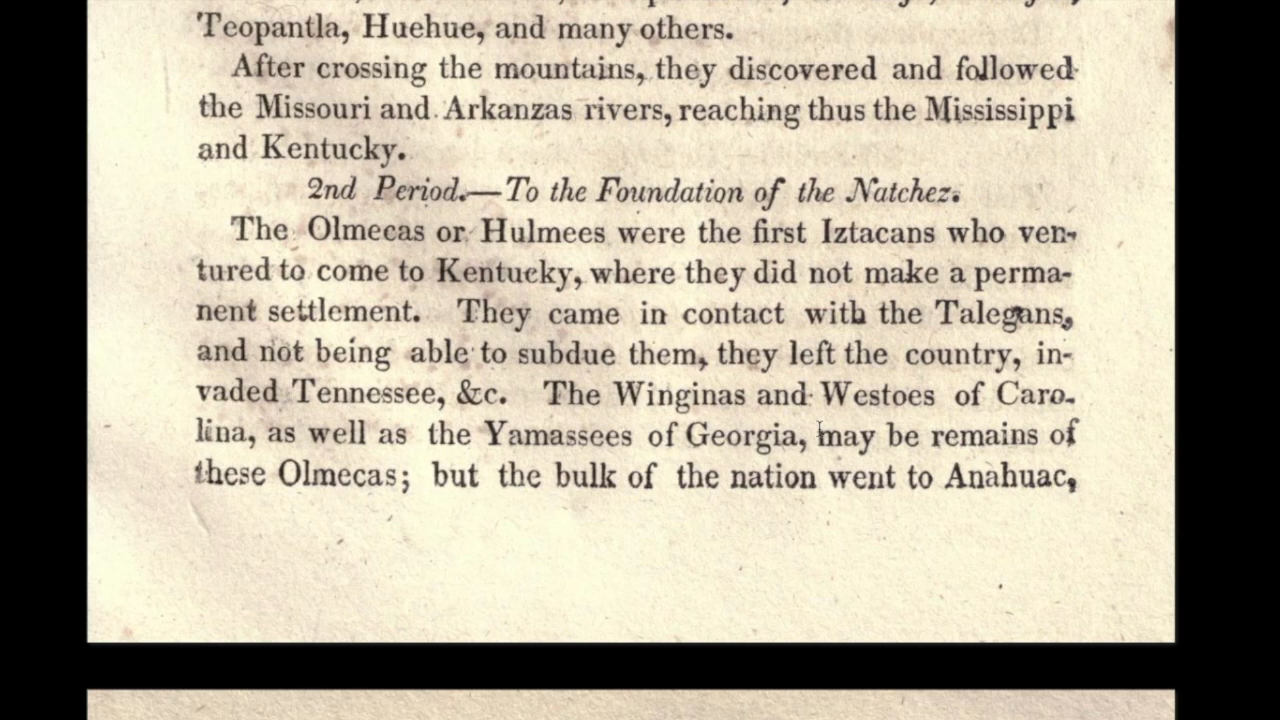 Teopantla, Huehue, and many others.
After crossing the mountains, they discovered and followed
the Missouri and Arkanzas rivers, reaching thus the Mississippi
and Kentucky.
2nd Period.—To the Foundation of the Natchez.
The Olmecas or Hulmees were the first Iztacans who ven-
tured to come to Kentucky, where they did not make a perma-
nent settlement. They came in contact with the Talegans,
and not being able to subdue them, they left the country, in-
vaded Tennessee, &c. The Winginas and Westoes of Caro-
lina, as well as the Yamassees of Georgia, may be remains of
these Olmecas; but the bulk of the nation went to Anahuac,